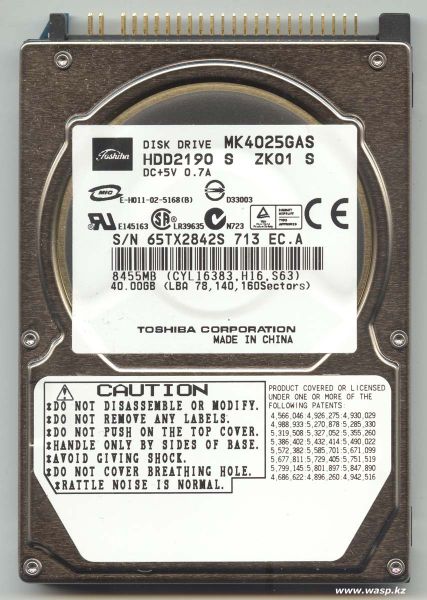 Toshiba
DISK DRIVE MK4025GAS
HDD2190 S ZK01 S
DC+5V 0.7A
MIC E-H011-02-5168(B) D33003
E145163 LR39635 N723
S/N 65TX2842S 713 EC.A
8455MB (CYL16383,H16,S63)
40.00GB (LBA 78,140,160Sectors)
TOSHIBA CORPORATION
MADE IN CHINA
CAUTION
*DO NOT DISASSEMBLE OR MODIFY.
*DO NOT REMOVE ANY LABELS.
*DO NOT PUSH ON THE TOP COVER.
*HANDLE ONLY BY SIDES OF BASE.
*AVOID GIVING SHOCK.
*DO NOT COVER BREATHING HOLE.
*RATTLE NOISE IS NORMAL.
PRODUCT COVERED OR LICENSED
UNDER ONE OR MORE OF THE
FOLLOWING PATENTS:
4,566,046 4,926,275 4,930,029
4,988,933 5,270,878 5,285,330
5,319,508 5,327,052 5,355,260
5,386,402 5,432,414 5,490,022
5,572,382 5,585,701 5,671,099
5,677,811 5,729,405 5,751,519
5,799,145 5,801,897 5,847,890
4,686,622 4,896,260 4,942,516
www.wasp.kz